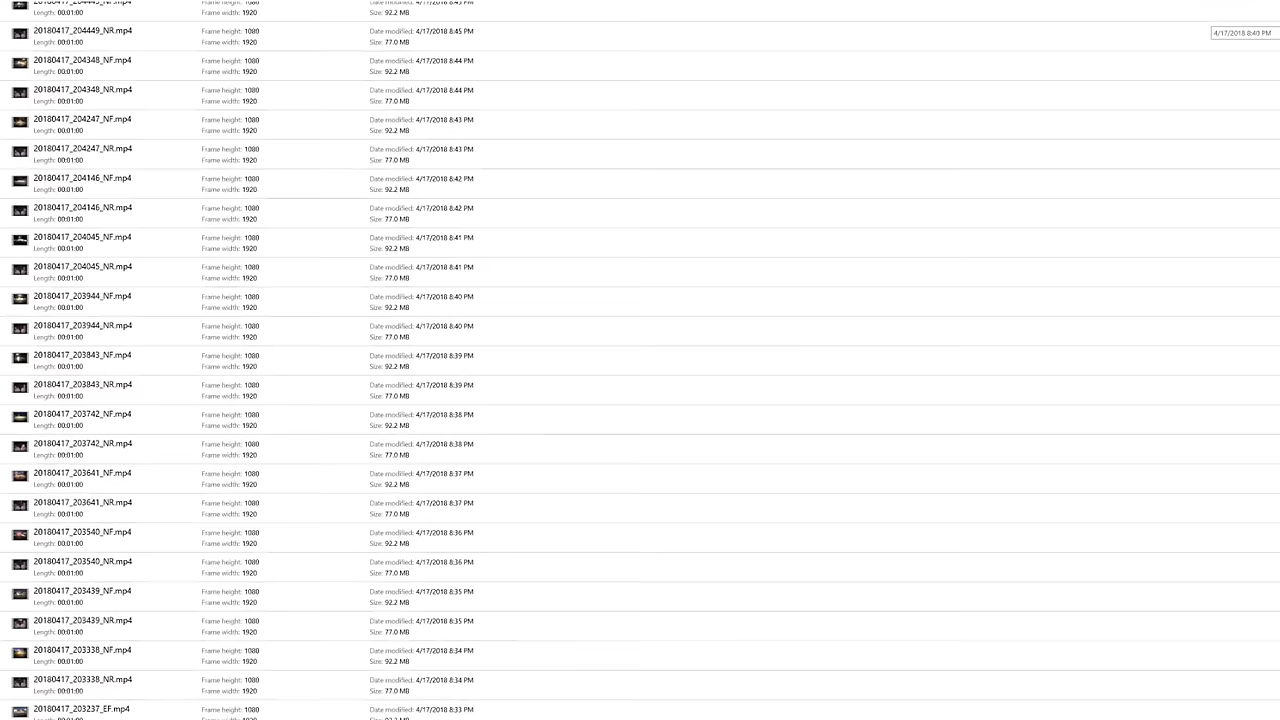 20180417_204449_NF.mp4 Frame height: 1080 Date modified: 4/17/2018 8:45 PM
Length: 00:01:00 Frame width: 1920 Size: 92.2 MB
20180417_204449_NR.mp4 Frame height: 1080 Date modified: 4/17/2018 8:45 PM 4/17/2018 8:40 PM
Length: 00:01:00 Frame width: 1920 Size: 77.0 MB
20180417_204348_NF.mp4 Frame height: 1080 Date modified: 4/17/2018 8:44 PM
Length: 00:01:00 Frame width: 1920 Size: 92.2 MB
20180417_204348_NR.mp4 Frame height: 1080 Date modified: 4/17/2018 8:44 PM
Length: 00:01:00 Frame width: 1920 Size: 77.0 MB
20180417_204247_NF.mp4 Frame height: 1080 Date modified: 4/17/2018 8:43 PM
Length: 00:01:00 Frame width: 1920 Size: 92.2 MB
20180417_204247_NR.mp4 Frame height: 1080 Date modified: 4/17/2018 8:43 PM
Length: 00:01:00 Frame width: 1920 Size: 77.0 MB
20180417_204146_NF.mp4 Frame height: 1080 Date modified: 4/17/2018 8:42 PM
Length: 00:01:00 Frame width: 1920 Size: 92.2 MB
20180417_204146_NR.mp4 Frame height: 1080 Date modified: 4/17/2018 8:42 PM
Length: 00:01:00 Frame width: 1920 Size: 77.0 MB
20180417_204045_NF.mp4 Frame height: 1080 Date modified: 4/17/2018 8:41 PM
Length: 00:01:00 Frame width: 1920 Size: 92.2 MB
20180417_204045_NR.mp4 Frame height: 1080 Date modified: 4/17/2018 8:41 PM
Length: 00:01:00 Frame width: 1920 Size: 77.0 MB
20180417_203944_NF.mp4 Frame height: 1080 Date modified: 4/17/2018 8:40 PM
Length: 00:01:00 Frame width: 1920 Size: 92.2 MB
20180417_203944_NR.mp4 Frame height: 1080 Date modified: 4/17/2018 8:40 PM
Length: 00:01:00 Frame width: 1920 Size: 77.0 MB
20180417_203843_NF.mp4 Frame height: 1080 Date modified: 4/17/2018 8:39 PM
Length: 00:01:00 Frame width: 1920 Size: 92.2 MB
20180417_203843_NR.mp4 Frame height: 1080 Date modified: 4/17/2018 8:39 PM
Length: 00:01:00 Frame width: 1920 Size: 77.0 MB
20180417_203742_NF.mp4 Frame height: 1080 Date modified: 4/17/2018 8:38 PM
Length: 00:01:00 Frame width: 1920 Size: 92.2 MB
20180417_203742_NR.mp4 Frame height: 1080 Date modified: 4/17/2018 8:38 PM
Length: 00:01:00 Frame width: 1920 Size: 77.0 MB
20180417_203641_NF.mp4 Frame height: 1080 Date modified: 4/17/2018 8:37 PM
Length: 00:01:00 Frame width: 1920 Size: 92.2 MB
20180417_203641_NR.mp4 Frame height: 1080 Date modified: 4/17/2018 8:37 PM
Length: 00:01:00 Frame width: 1920 Size: 77.0 MB
20180417_203540_NF.mp4 Frame height: 1080 Date modified: 4/17/2018 8:36 PM
Length: 00:01:00 Frame width: 1920 Size: 92.2 MB
20180417_203540_NR.mp4 Frame height: 1080 Date modified: 4/17/2018 8:36 PM
Length: 00:01:00 Frame width: 1920 Size: 77.0 MB
20180417_203439_NF.mp4 Frame height: 1080 Date modified: 4/17/2018 8:35 PM
Length: 00:01:00 Frame width: 1920 Size: 92.2 MB
20180417_203439_NR.mp4 Frame height: 1080 Date modified: 4/17/2018 8:35 PM
Length: 00:01:00 Frame width: 1920 Size: 77.0 MB
20180417_203338_NF.mp4 Frame height: 1080 Date modified: 4/17/2018 8:34 PM
Length: 00:01:00 Frame width: 1920 Size: 92.2 MB
20180417_203338_NR.mp4 Frame height: 1080 Date modified: 4/17/2018 8:34 PM
Length: 00:01:00 Frame width: 1920 Size: 77.0 MB
20180417_203237_EF.mp4 Frame height: 1080 Date modified: 4/17/2018 8:33 PM